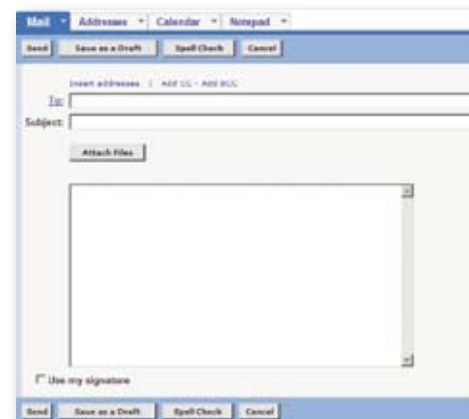 Mail Addresses Calendar Notepad
Send Save as a Draft Spell Check Cancel
Insert addresses | Add CC - Add BCC
To:
Subject:
Attach Files
Use my signature
Send Save as a Draft Spell Check Cancel